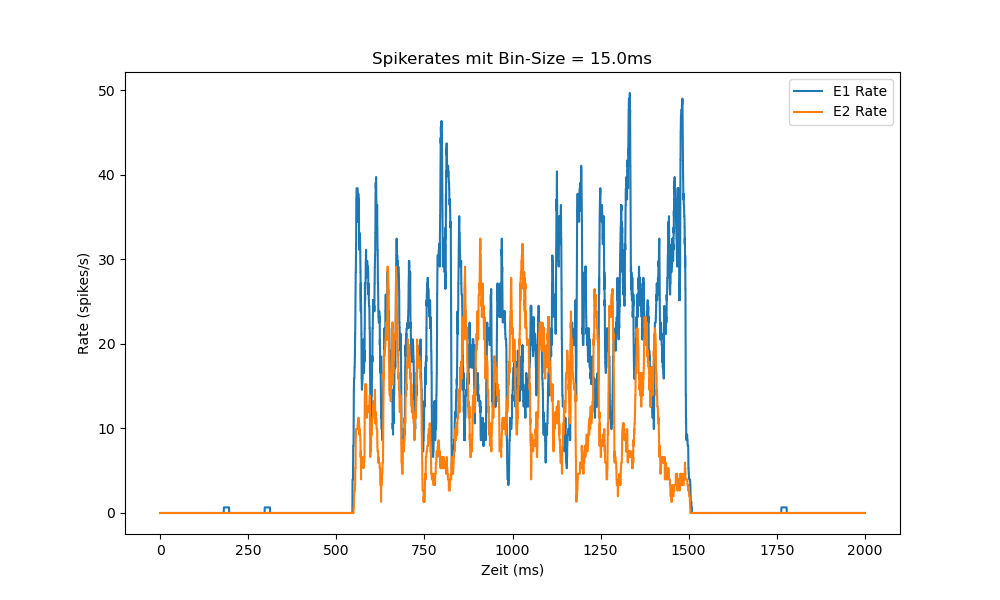 Spikerates mit Bin-Size = 15.0ms
E1 Rate
E2 Rate
50
40
30
20
10
0
Rate (spikes/s)
0 250 500 750 1000 1250 1500 1750 2000
Zeit (ms)